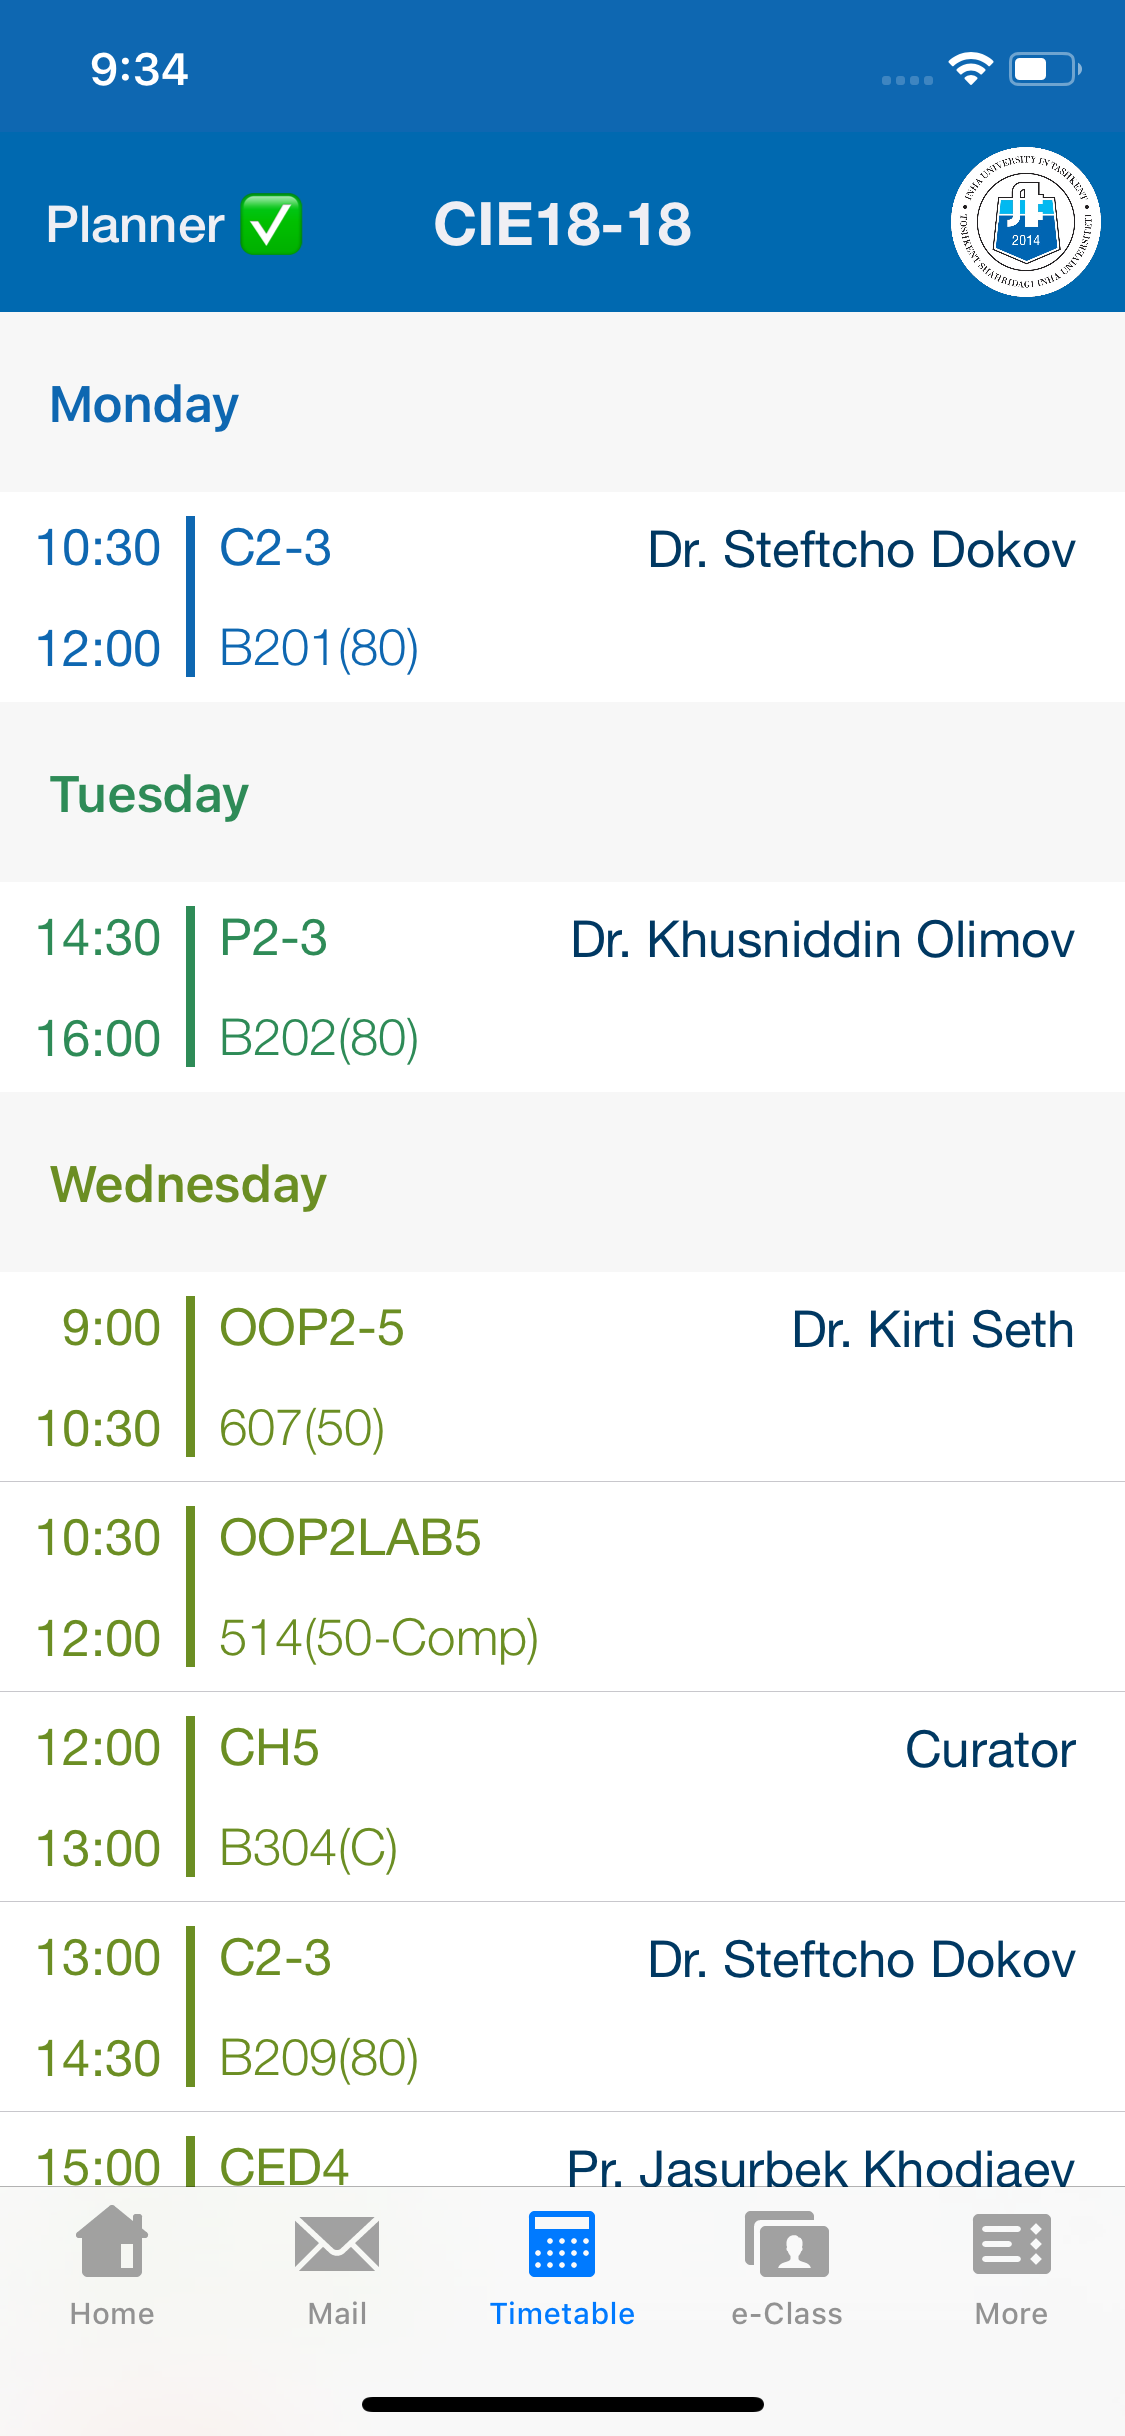 9:34
Planner ✅
CIE18-18
INHA UNIVERSITY IN TASHKENT
TOSHKENT SHAHRIDAGI INHA UNIVERSITETI
2014
Monday
10:30 C2-3 Dr. Steftcho Dokov
12:00 B201(80)
Tuesday
14:30 P2-3 Dr. Khusniddin Olimov
16:00 B202(80)
Wednesday
9:00 OOP2-5 Dr. Kirti Seth
10:30 607(50)
10:30 OOP2LAB5
12:00 514(50-Comp)
12:00 CH5 Curator
13:00 B304(C)
13:00 C2-3 Dr. Steftcho Dokov
14:30 B209(80)
15:00 CED4 Pr. Jasurbek Khodiaev
Home Mail Timetable e-Class More